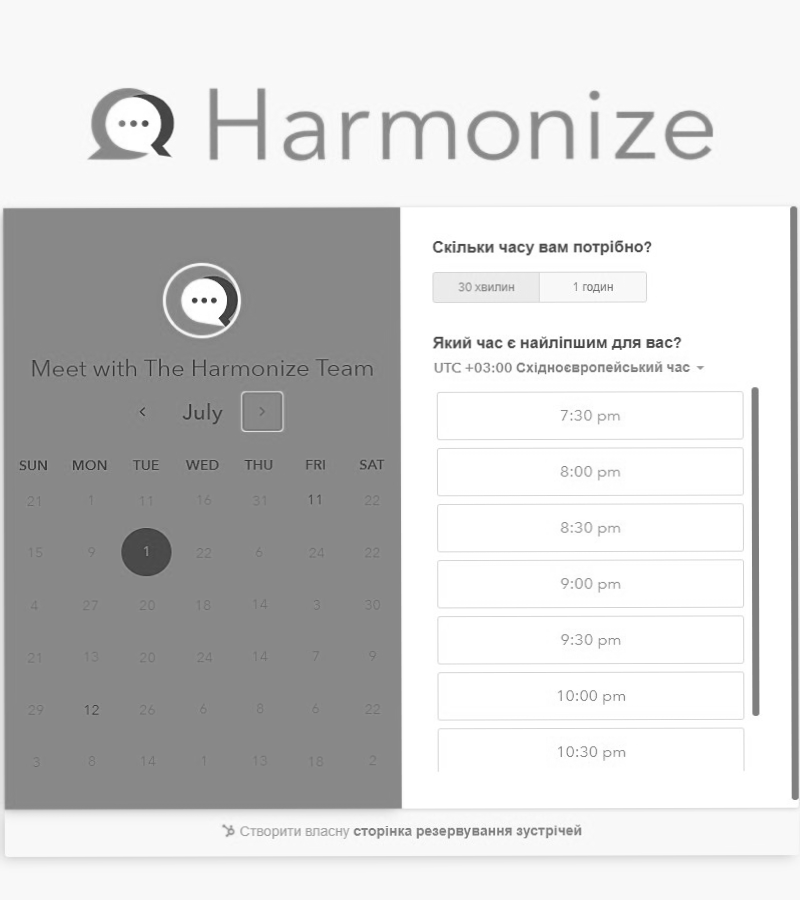 Harmonize
Meet with The Harmonize Team
July
SUN MON TUE WED THU FRI SAT
21 1 11 16 31 11 22
15 9 1 22 6 24 22
4 27 20 18 14 3 30
21 13 20 24 14 7 9
29 12 26 6 8 6 22
3 8 14 1 13 18 2
Скільки часу вам потрібно?
30 хвилин 1 годин
Який час є найліпшим для вас?
UTC +03:00 Східноєвропейський час
7:30 pm
8:00 pm
8:30 pm
9:00 pm
9:30 pm
10:00 pm
10:30 pm
Створити власну сторінка резервування зустрічей